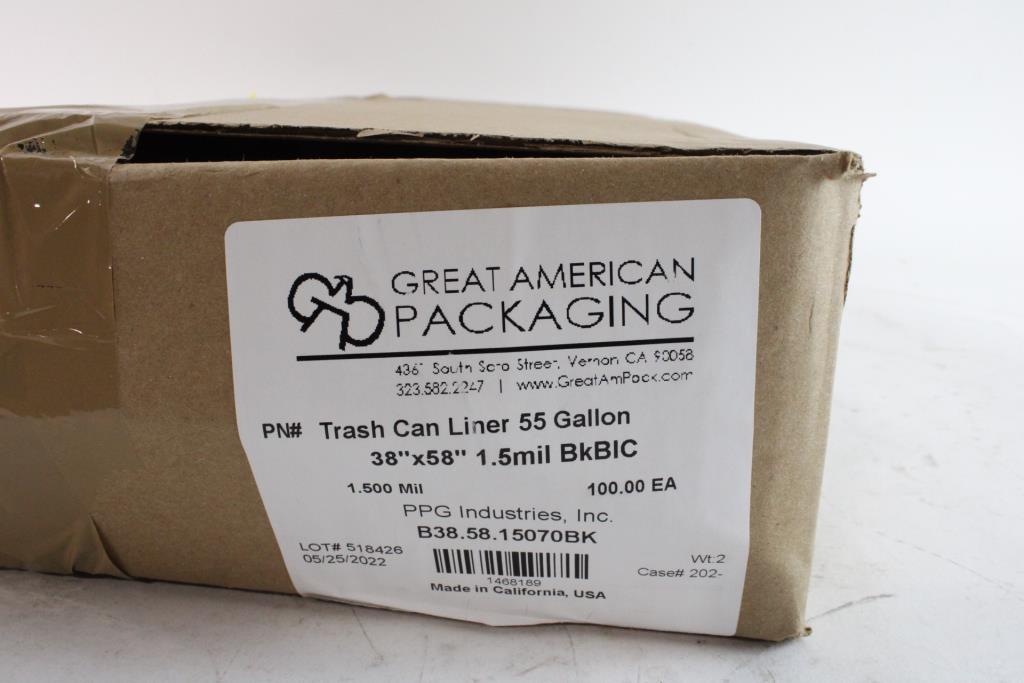 GREAT AMERICAN
PACKAGING
South Soto Street, Vernon CA 90058
323.582.2247 | www.GreatAmPack.com
PN# Trash Can Liner 55 Gallon
38"x58" 1.5mil BkBIC
1.500 Mil 100.00 EA
PPG Industries, Inc.
B38.58.15070BK
LOT# 518426
05/25/2022
Wt:2
Case# 202-
1468189
Made in California, USA